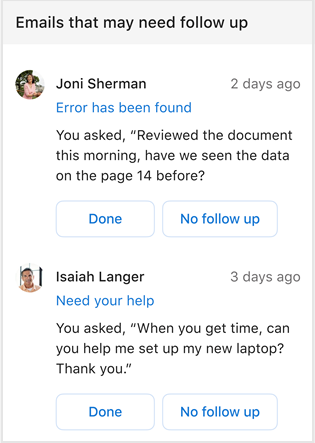 Emails that may need follow up
Joni Sherman 2 days ago
Error has been found
You asked, “Reviewed the document
this morning, have we seen the data
on the page 14 before?
Done No follow up
Isaiah Langer 3 days ago
Need your help
You asked, “When you get time, can
you help me set up my new laptop?
Thank you.”
Done No follow up